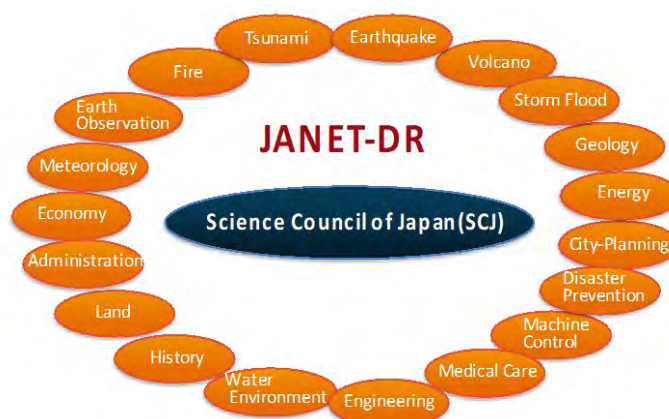 Tsunami
Earthquake
Volcano
Storm Flood
Geology
Energy
City-Planning
Disaster
Prevention
Machine
Control
Medical Care
Engineering
Water
Environment
History
Land
Administration
Economy
Meteorology
Earth
Observation
Fire
JANET-DR
Science Council of Japan(SCJ)